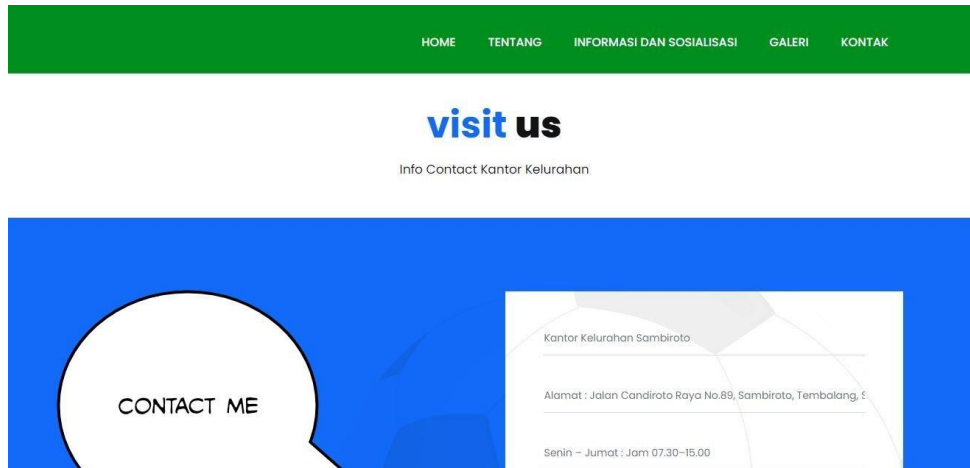 HOME TENTANG INFORMASI DAN SOSIALISASI GALERI KONTAK
visit us
Info Contact Kantor Kelurahan
CONTACT ME
Kantor Kelurahan Sambiroto
Alamat : Jalan Candiroto Raya No.89, Sambiroto, Tembalang,
Senin – Jumat : Jam 07.30–15.00